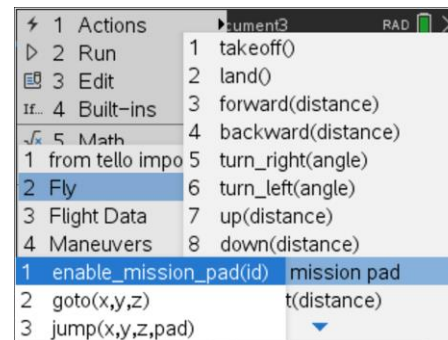 1 Actions
cument3
RAD
2 Run
3 Edit
If... 4 Built-ins
5 Math
1 from tello impo
2 Fly
3 Flight Data
4 Maneuvers
1 takeoff()
2 land()
3 forward(distance)
4 backward(distance)
5 turn_right(angle)
6 turn_left(angle)
7 up(distance)
8 down(distance)
mission pad
t(distance)
1 enable_mission_pad(id)
2 goto(x,y,z)
3 jump(x,y,z,pad)